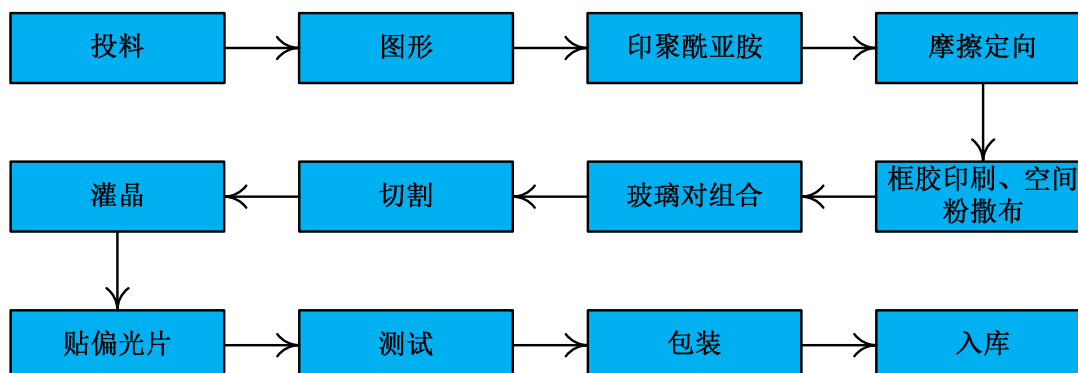 投料
图形
印聚酰亚胺
摩擦定向
框胶印刷、空间
粉撒布
玻璃对组合
切割
灌晶
贴偏光片
测试
包装
入库